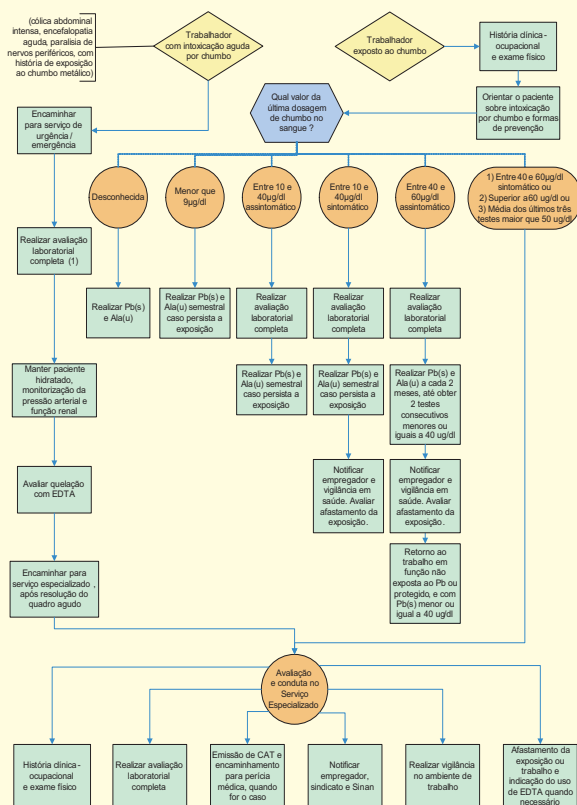 (cólica abdominal
intensa, encefalopatia
aguda, paralisia de
nervos periféricos, com
história de exposição
ao chumbo metálico)
Trabalhador
com intoxicação aguda
por chumbo
Trabalhador
exposto ao chumbo
História clínica-
ocupacional
e exame físico
Orientar o paciente
sobre intoxicação
por chumbo e formas
de prevenção
Qual valor da
última dosagem
de chumbo no
sangue ?
Encaminhar
para serviço de
urgência /
emergência
Desconhecida
Menor que
9µg/dl
Entre 10 e
40µg/dl
assintomático
Entre 10 e
40µg/dl
sintomático
Entre 40 e
60µg/dl
assintomático
1) Entre 40 e 60µg/dl
sintomático ou
2) Superior a 60 ug/dl ou
3) Média dos últimos três
testes maior que 50 ug/dl
Realizar avaliação
laboratorial
completa (1)
Realizar Pb(s)
e Ala(u)
Realizar Pb(s) e
Ala(u) semestral
caso persista a
exposição
Realizar
avaliação
laboratorial
completa
Realizar
avaliação
laboratorial
completa
Realizar
avaliação
laboratorial
completa
Manter paciente
hidratado,
monitorização da
pressão arterial e
função renal
Realizar Pb(s) e
Ala(u) semestral
caso persista a
exposição
Realizar Pb(s) e
Ala(u) semestral
caso persista a
exposição
Realizar Pb(s) e
Ala(u) a cada 2
meses, até obter
2 testes
consecutivos
menores ou
iguais a 40 ug/dl
Avaliar quelação
com EDTA
Notificar
empregador e
vigilância em
saúde. Avaliar
afastamento da
exposição.
Notificar
empregador e
vigilância em
saúde. Avaliar
afastamento da
exposição.
Encaminhar para
serviço especializado ,
após resolução do
quadro agudo
Retorno ao
trabalho em
função não
exposta ao Pb ou
protegido, e com
Pb(s) menor ou
igual a 40 ug/dl
Avaliação
e conduta no
Serviço
Especializado
História clínica-
ocupacional
e exame físico
Realizar avaliação
laboratorial
completa
Emissão de CAT e
encaminhamento
para perícia
médica, quando
for o caso
Notificar
empregador,
sindicato e Sinan
Realizar vigilância
no ambiente de
trabalho
Afastamento da
exposição ou
trabalho e
indicação do uso
de EDTA quando
necessário